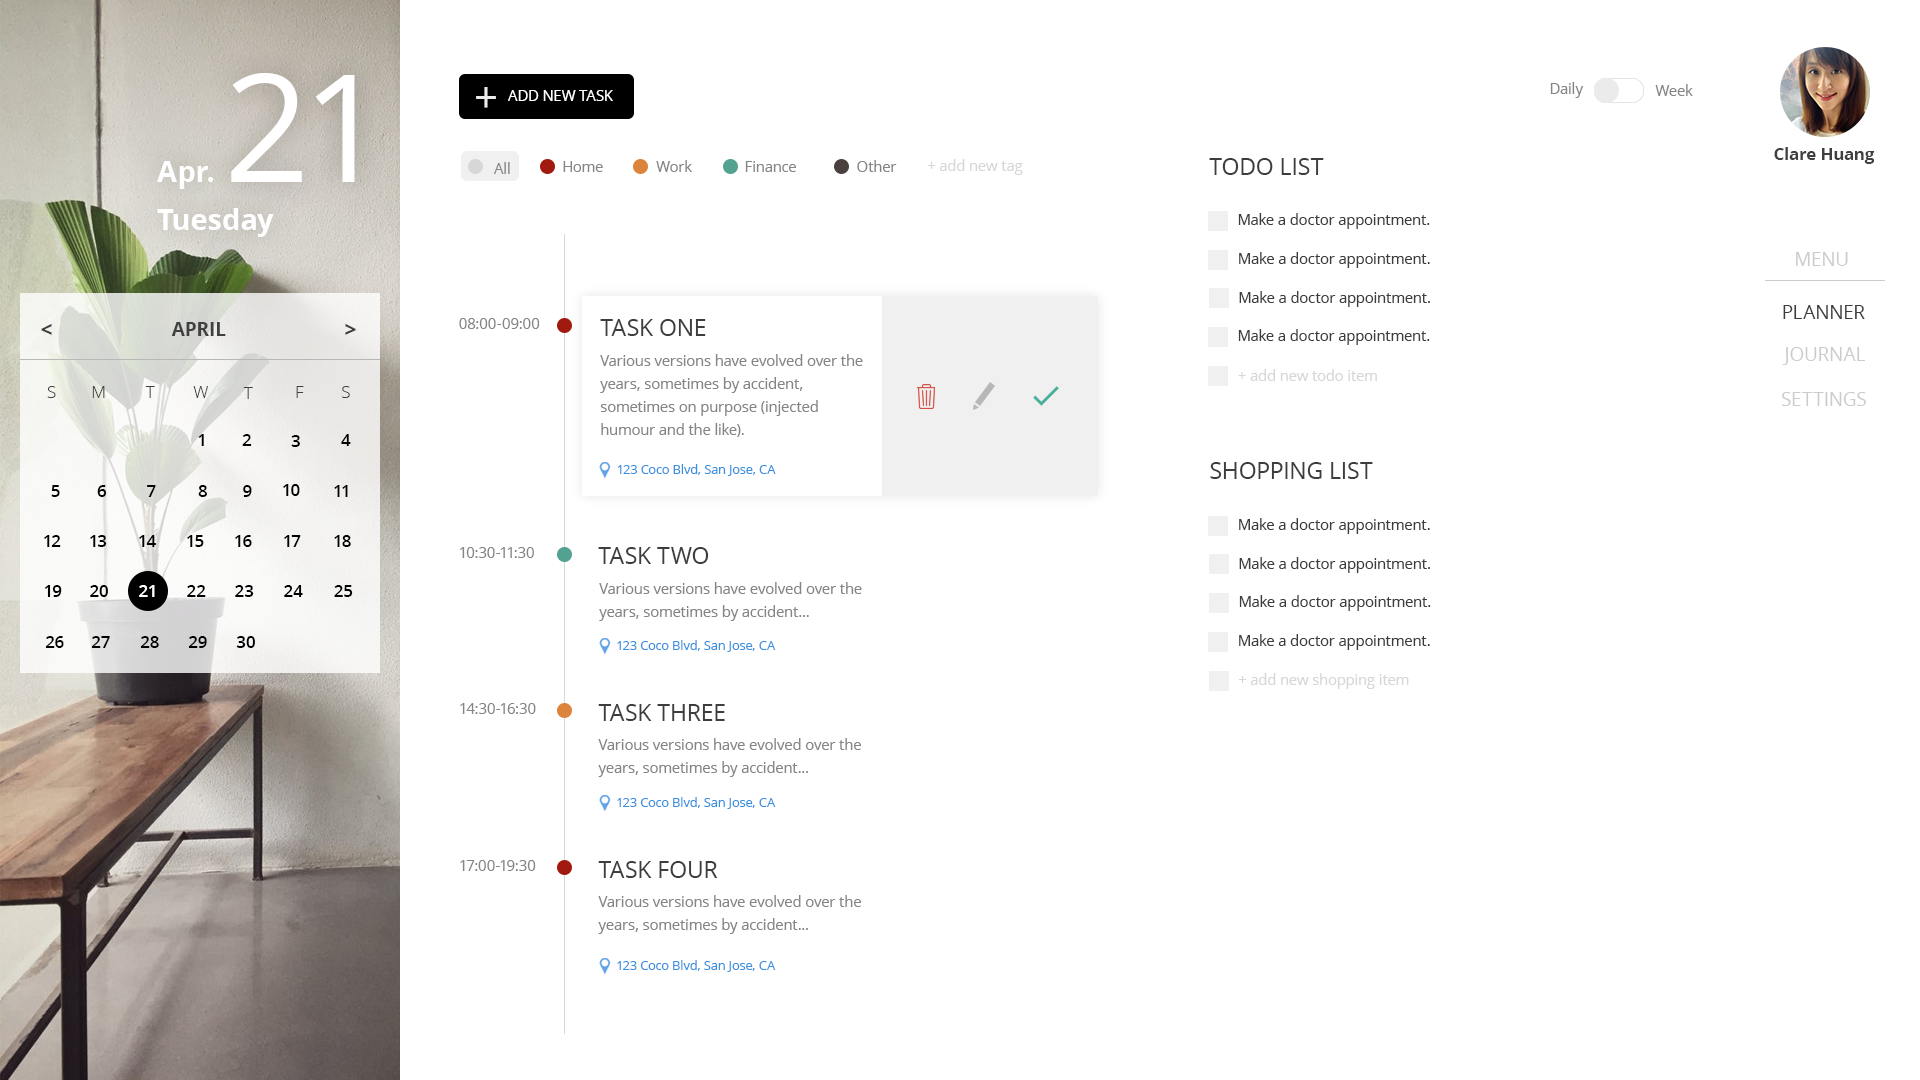 21
Apr.
Tuesday
< APRIL >
S M T W T F S
1 2 3 4
5 6 7 8 9 10 11
12 13 14 15 16 17 18
19 20 21 22 23 24 25
26 27 28 29 30
ADD NEW TASK
All Home Work Finance Other + add new tag
08:00-09:00
TASK ONE
Various versions have evolved over the
years, sometimes by accident,
sometimes on purpose (injected
humour and the like).
123 Coco Blvd, San Jose, CA
10:30-11:30
TASK TWO
Various versions have evolved over the
years, sometimes by accident...
123 Coco Blvd, San Jose, CA
14:30-16:30
TASK THREE
Various versions have evolved over the
years, sometimes by accident...
123 Coco Blvd, San Jose, CA
17:00-19:30
TASK FOUR
Various versions have evolved over the
years, sometimes by accident...
123 Coco Blvd, San Jose, CA
Daily Week
TODO LIST
Make a doctor appointment.
Make a doctor appointment.
Make a doctor appointment.
Make a doctor appointment.
+ add new todo item
SHOPPING LIST
Make a doctor appointment.
Make a doctor appointment.
Make a doctor appointment.
Make a doctor appointment.
+ add new shopping item
Clare Huang
MENU
PLANNER
JOURNAL
SETTINGS